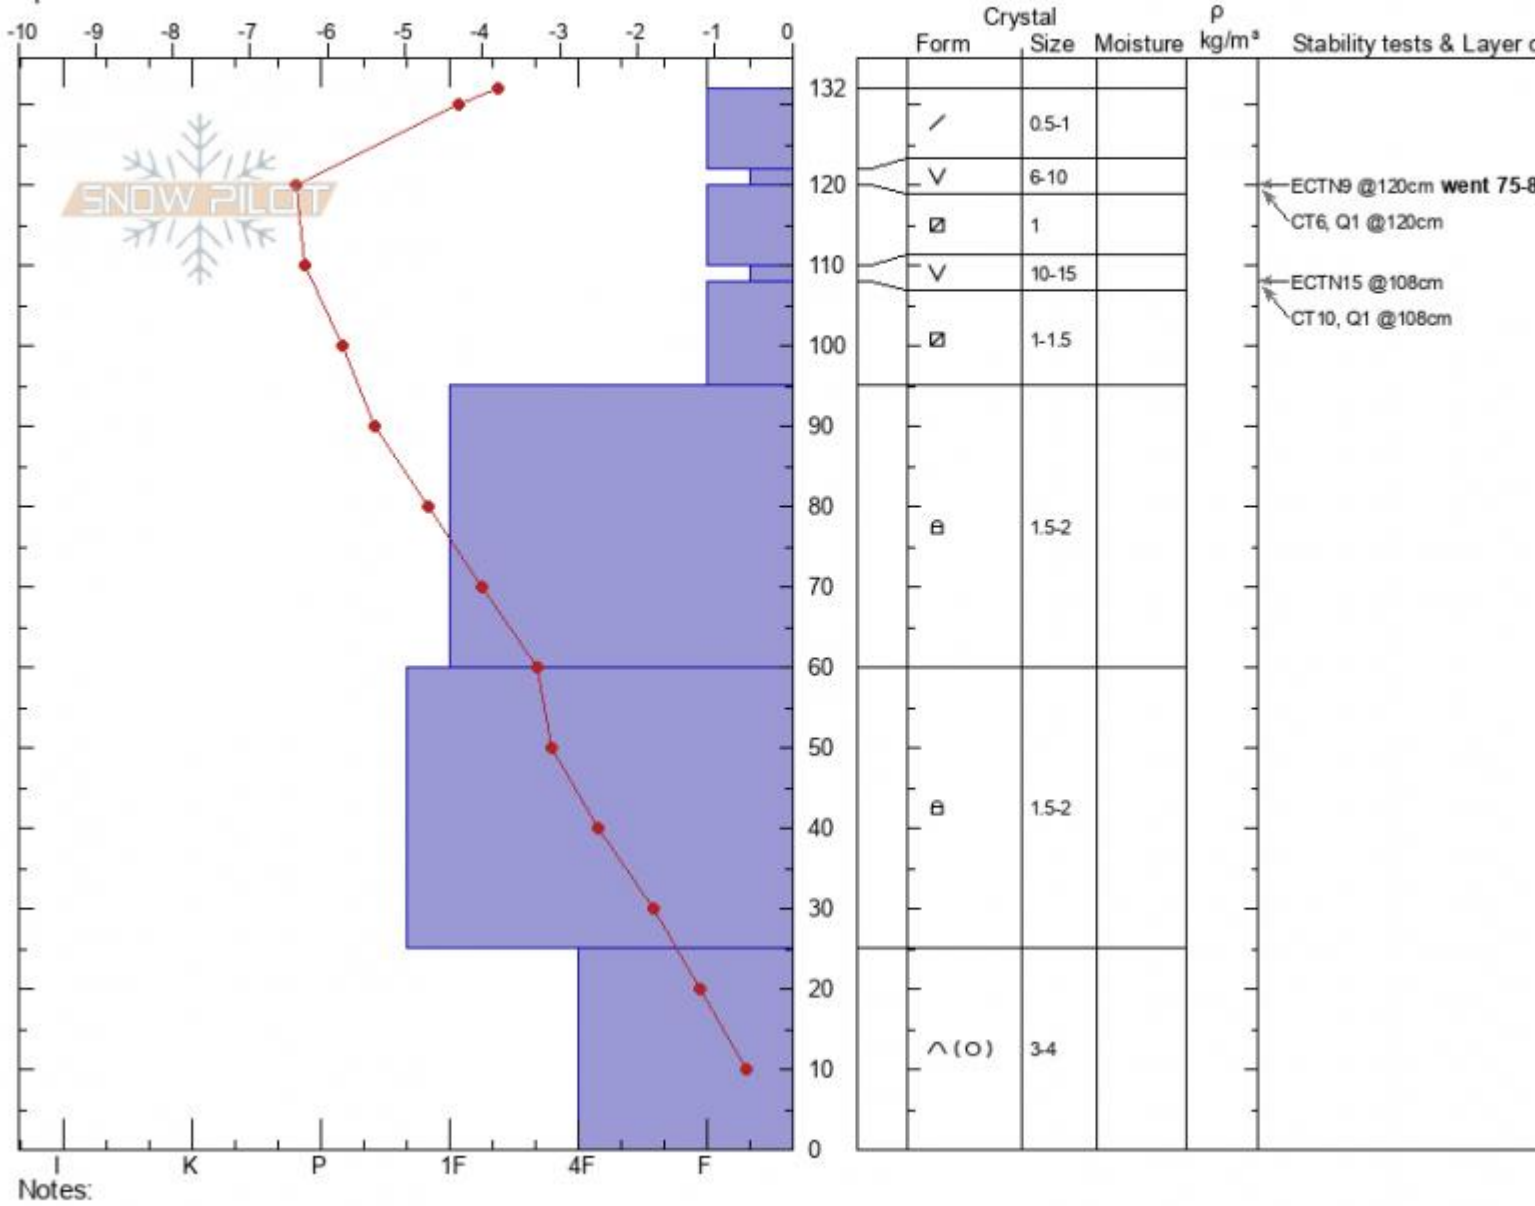 -10 -9 -8 -7 -6 -5 -4 -3 -2 -1 0
Crystal
ρ
Form Size Moisture kg/m³ Stability tests & Layer
132
/ 0.5-1
SNOW PILOT
V 6-10
120
ECTN9 @120cm went 75-8
1
CT6, Q1 @120cm
110
V 10-15
ECTN15 @108cm
CT10, Q1 @108cm
100
1-1.5
90
80
1.5-2
70
60
50
40
1.5-2
30
20
^ (O) 3-4
10
0
I K P 1F 4F F
Notes: